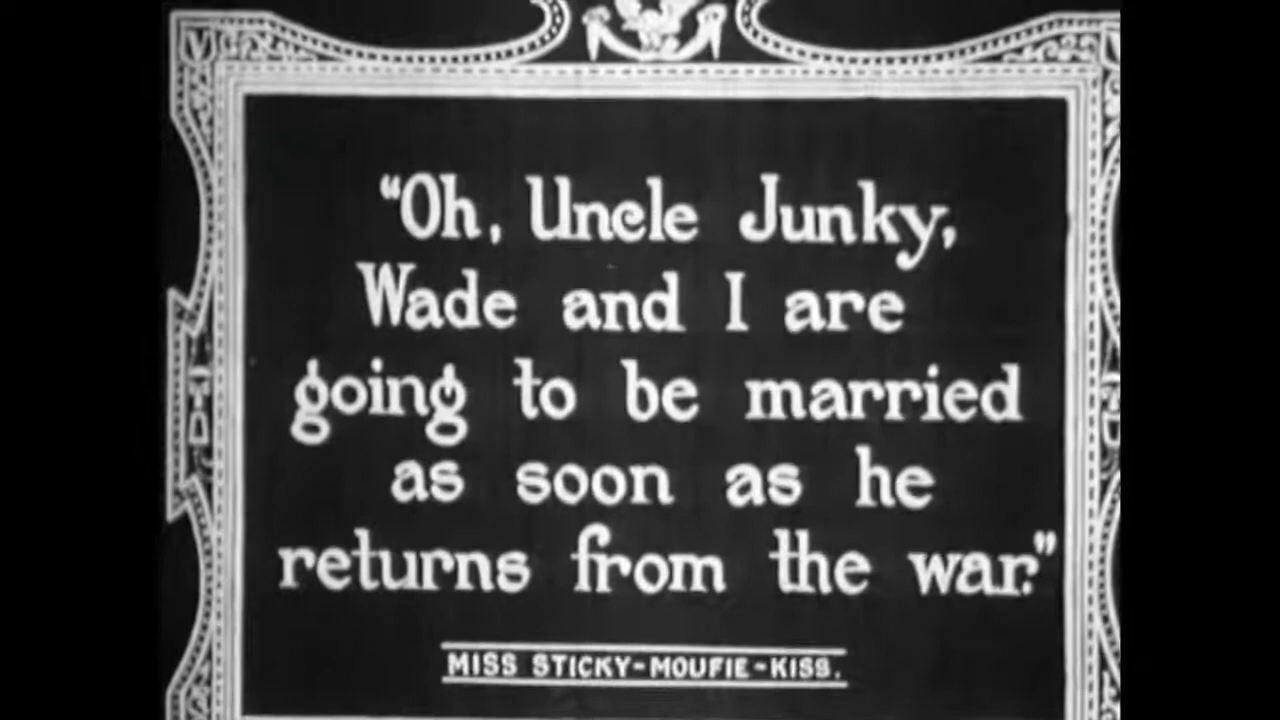 “Oh, Uncle Junky,
Wade and I are
going to be married
as soon as he
returns from the war.”
MISS STICKY-MOUFIE-KISS.